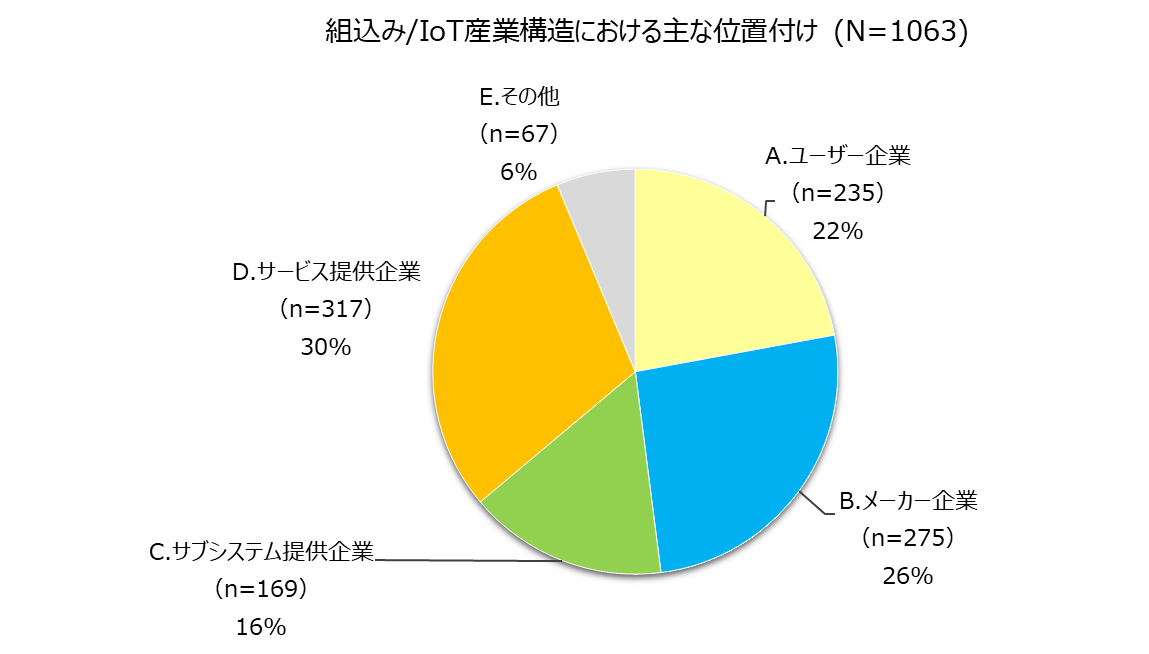 組込み/IoT産業構造における主な位置付け (N=1063)
E.その他
（n=67）
6%
A.ユーザー企業
（n=235）
22%
D.サービス提供企業
（n=317）
30%
B.メーカー企業
（n=275）
26%
C.サブシステム提供企業
（n=169）
16%